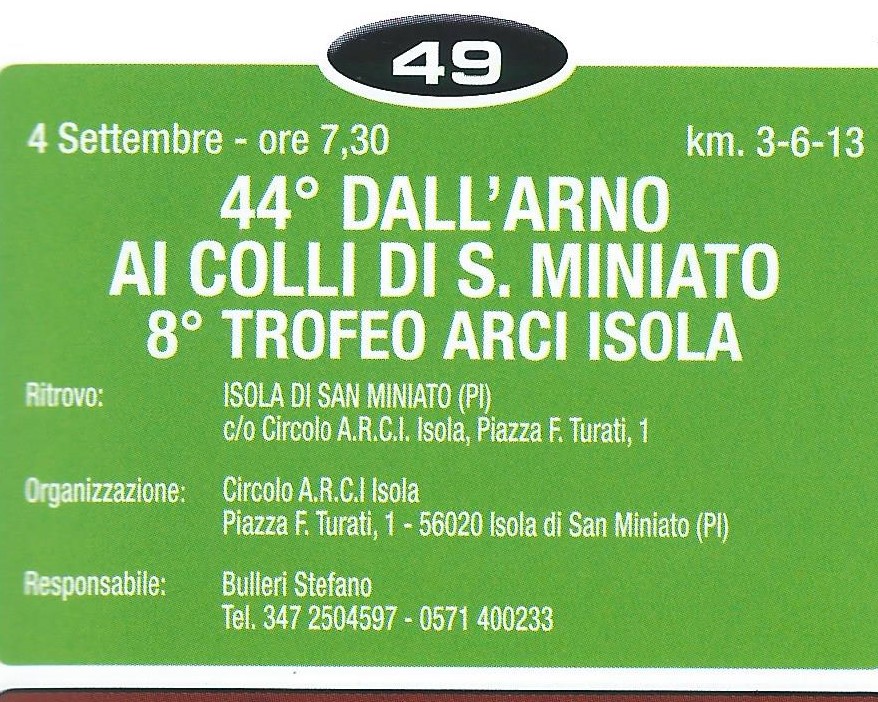 49
4 Settembre - ore 7,30
km. 3-6-13
44° DALL'ARNO
AI COLLI DI S. MINIATO
8° TROFEO ARCI ISOLA
Ritrovo: ISOLA DI SAN MINIATO (PI)
c/o Circolo A.R.C.I. Isola, Piazza F. Turati, 1
Organizzazione: Circolo A.R.C.I Isola
Piazza F. Turati, 1 - 56020 Isola di San Miniato (PI)
Responsabile: Bulleri Stefano
Tel. 347 2504597 - 0571 400233